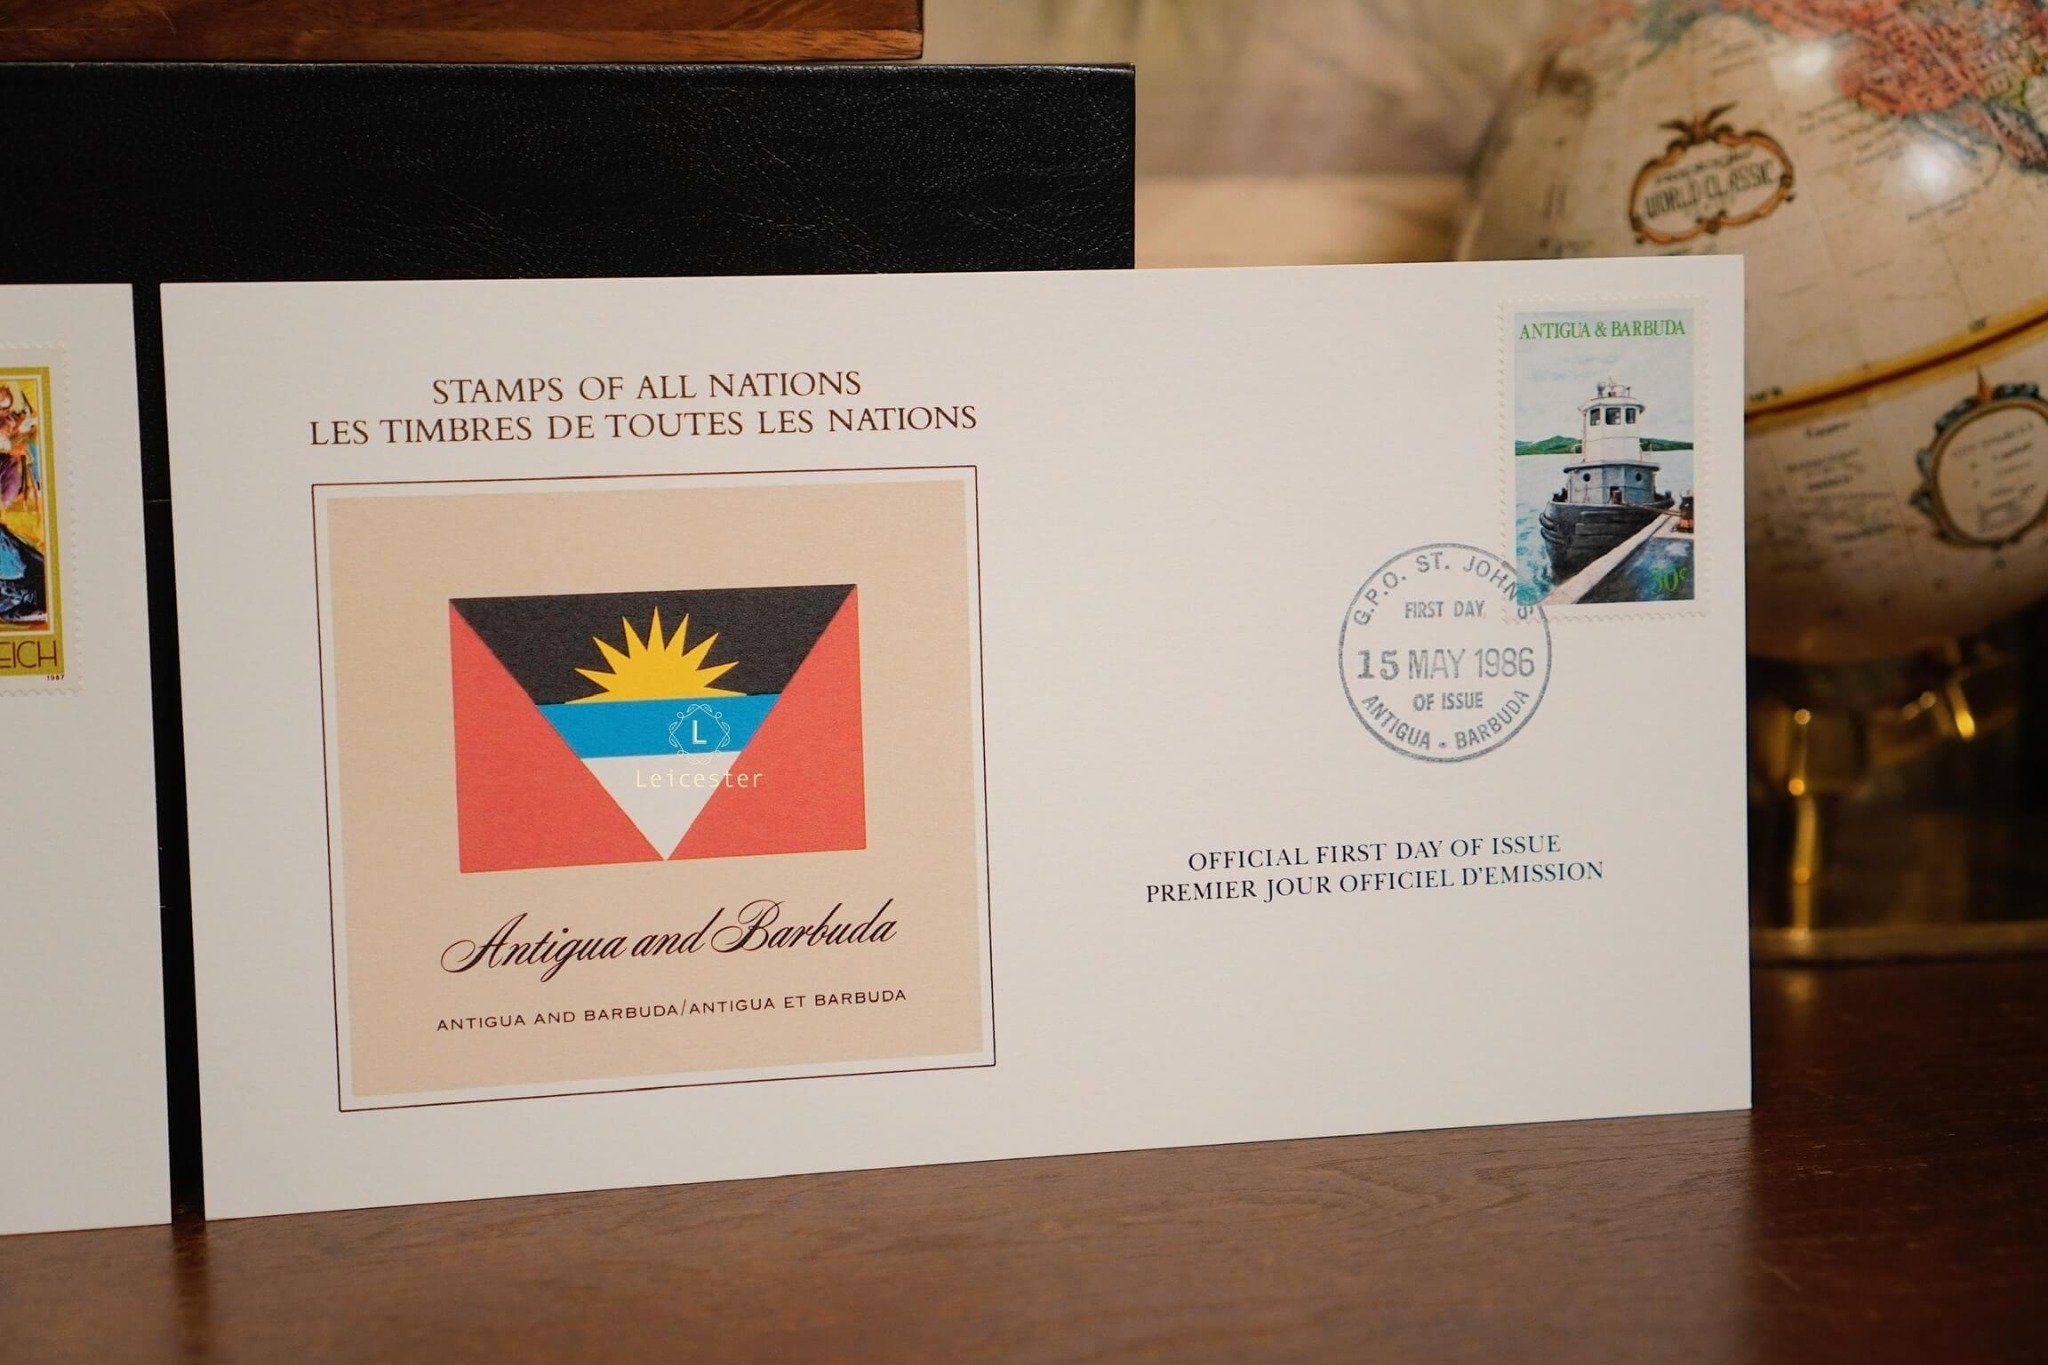 STAMPS OF ALL NATIONS
LES TIMBRES DE TOUTES LES NATIONS
L
Leicester
Antigua and Barbuda
ANTIGUA AND BARBUDA/ANTIGUA ET BARBUDA
ANTIGUA & BARBUDA
30¢
G.P.O. ST. JOHN'S
FIRST DAY
15 MAY 1986
OF ISSUE
ANTIGUA - BARBUDA
OFFICIAL FIRST DAY OF ISSUE
PREMIER JOUR OFFICIEL D'EMISSION
EICH
1987
WORLD CLASSIC